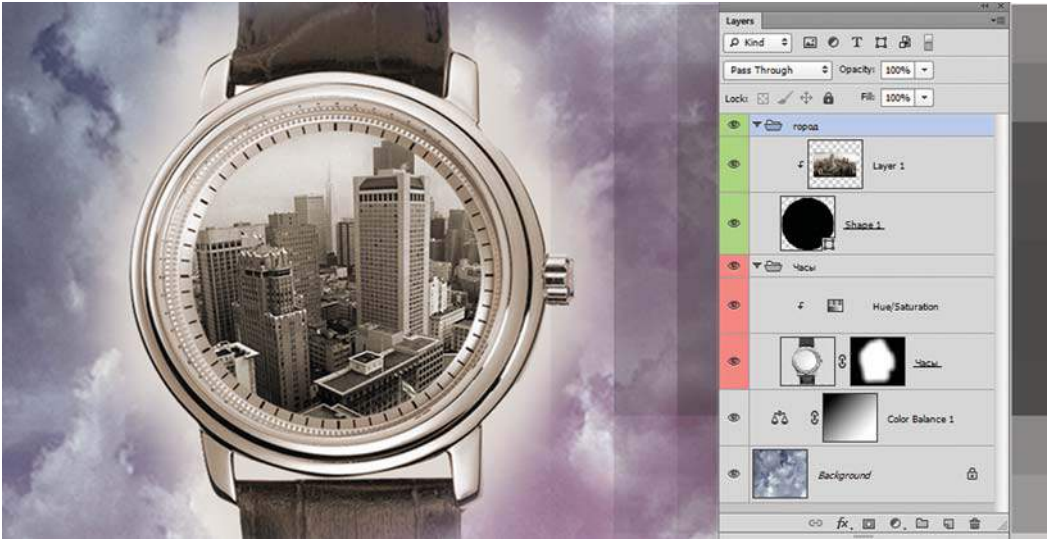 Layers
Kind
T
Pass Through Opacity: 100%
Lock: Fill: 100%
город
Layer 1
Shape 1
Часы
Hue/Saturation
Часы
Color Balance 1
Background
fx